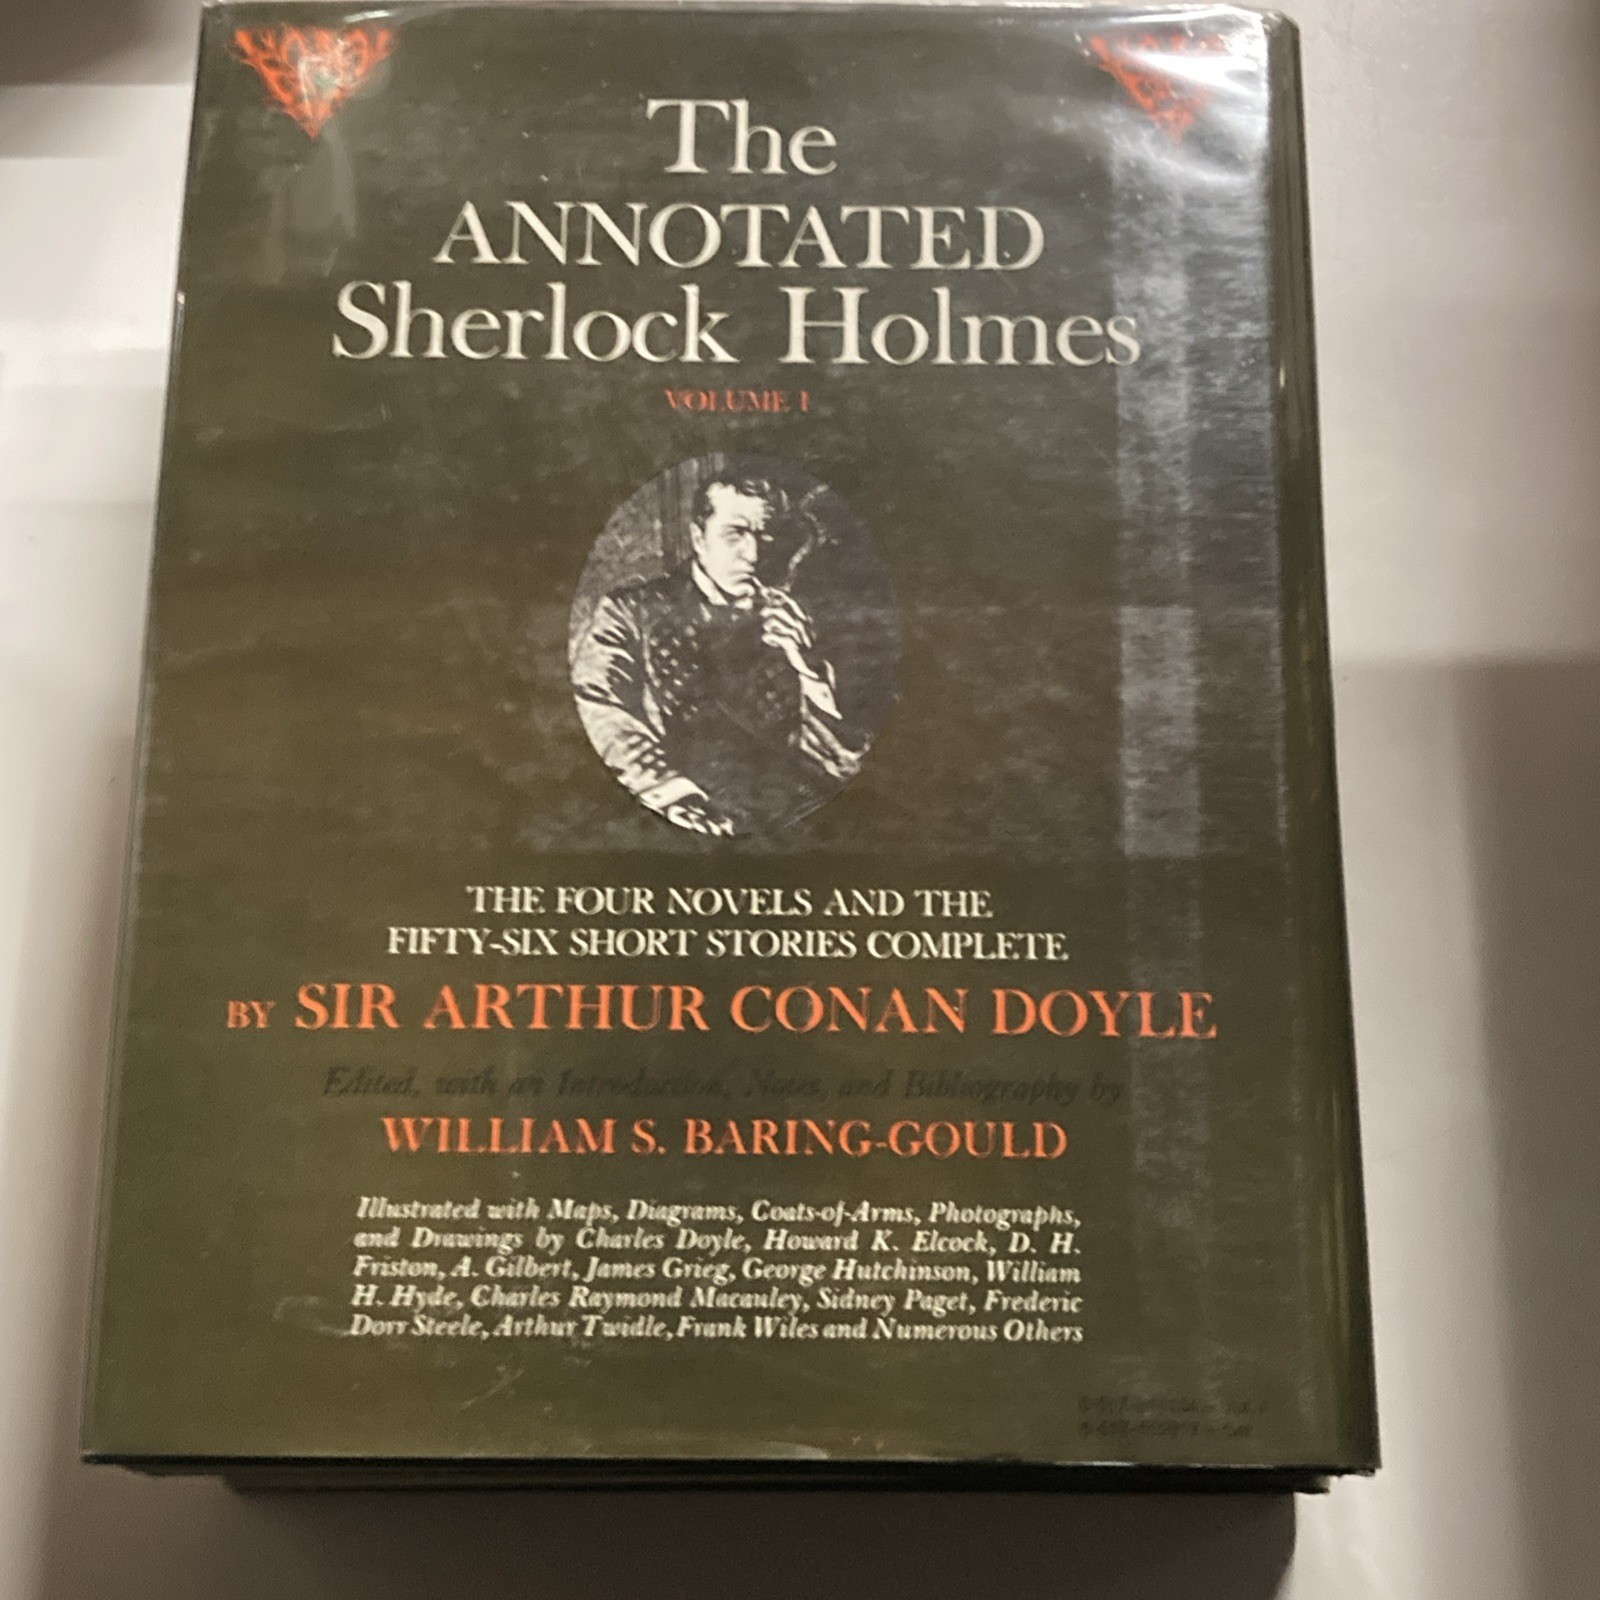 The
ANNOTATED
Sherlock Holmes
VOLUME I
THE FOUR NOVELS AND THE
FIFTY-SIX SHORT STORIES COMPLETE
BY SIR ARTHUR CONAN DOYLE
Edited, with an Introduction, Notes, and Bibliography by
WILLIAM S. BARING-GOULD
Illustrated with Maps, Diagrams, Coats-of-Arms, Photographs,
and Drawings by Charles Doyle, Howard K. Elcock, D. H.
Friston, A. Gilbert, James Grieg, George Hutchinson, William
H. Hyde, Charles Raymond Macauley, Sidney Paget, Frederic
Dorr Steele, Arthur Twidle, Frank Wiles and Numerous Others